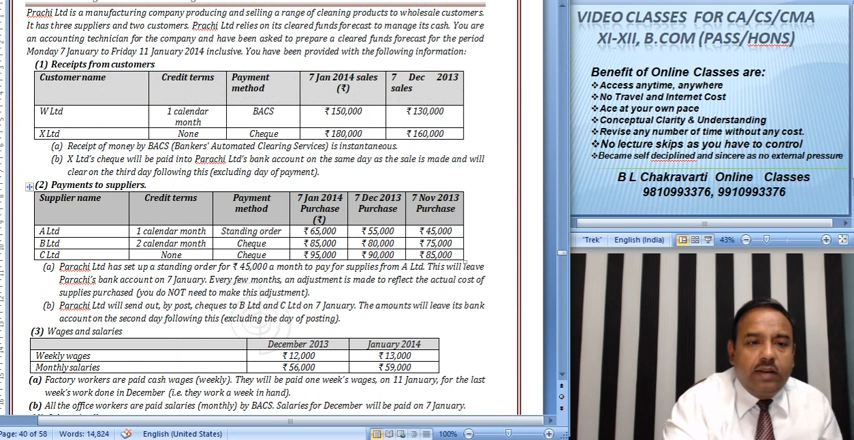 Prachi Ltd is a manufacturing company producing and selling a range of cleaning products to wholesale customers.
It has three suppliers and two customers. Prachi Ltd relies on its cleared funds forecast to manage its cash. You are
an accounting technician for the company and have been asked to prepare a cleared funds forecast for the period
Monday 7 January to Friday 11 January 2014 inclusive. You have been provided with the following information:
(1) Receipts from customers
Customer name Credit terms Payment method 7 Jan 2014 sales (₹) 7 Dec 2013 sales
W Ltd 1 calendar month BACS ₹ 150,000 ₹ 130,000
X Ltd None Cheque ₹ 180,000 ₹ 160,000
(a) Receipt of money by BACS (Bankers' Automated Clearing Services) is instantaneous.
(b) X Ltd's cheque will be paid into Prachi Ltd's bank account on the same day as the sale is made and will
clear on the third day following this (excluding day of payment).
(2) Payments to suppliers.
Supplier name Credit terms Payment method 7 Jan 2014 Purchase (₹) 7 Dec 2013 Purchase 7 Nov 2013 Purchase
A Ltd 1 calendar month Standing order ₹ 65,000 ₹ 55,000 ₹ 45,000
B Ltd 2 calendar month Cheque ₹ 85,000 ₹ 80,000 ₹ 75,000
C Ltd None Cheque ₹ 95,000 ₹ 90,000 ₹ 85,000
(a) Parachi Ltd has set up a standing order for ₹ 45,000 a month to pay for supplies from A Ltd. This will leave
Parachi's bank account on 7 January. Every few months, an adjustment is made to reflect the actual cost of
supplies purchased (you do NOT need to make this adjustment).
(b) Parachi Ltd will send out, by post, cheques to B Ltd and C Ltd on 7 January. The amounts will leave its bank
account on the second day following this (excluding the day of posting).
(3) Wages and salaries
December 2013 January 2014
Weekly wages ₹ 12,000 ₹ 13,000
Monthly salaries ₹ 56,000 ₹ 59,000
(a) Factory workers are paid cash wages (weekly). They will be paid one week's wages, on 11 January, for the last
week's work done in December (i.e. they work a week in hand).
(b) All the office workers are paid salaries (monthly) by BACS. Salaries for December will be paid on 7 January.
Page: 40 of 58 Words: 14,824 English (United States) 100%
VIDEO CLASSES FOR CA/CS/CMA
XI-XII, B.COM (PASS/HONS)
Benefit of Online Classes are:
❖Access anytime, anywhere
❖No Travel and Internet Cost
❖Ace at your own pace
❖Conceptual Clarity & Understanding
❖Revise any number of time without any cost.
❖No lecture skips as you have to control
❖Became self deciplined and sincere as no external pressure
B L Chakravarti Online Classes
9810993376, 9910993376
"Trek" English (India) 43%